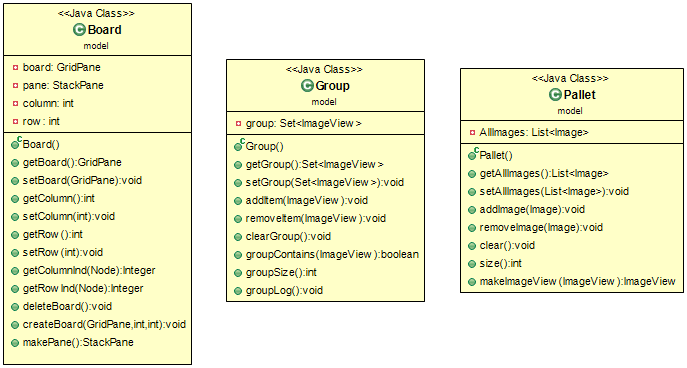 <<Java Class>>
Board
model
board: GridPane
pane: StackPane
column: int
row : int
Board()
getBoard():GridPane
setBoard(GridPane):void
getColumn():int
setColumn(int):void
getRow ():int
setRow (int):void
getColumnInd(Node):Integer
getRow Ind(Node):Integer
deleteBoard():void
createBoard(GridPane,int,int):void
makePane():StackPane
<<Java Class>>
Group
model
group: Set<ImageView >
Group()
getGroup():Set<ImageView >
setGroup(Set<ImageView >):void
addItem(ImageView ):void
removeItem(ImageView ):void
clearGroup():void
groupContains(ImageView ):boolean
groupSize():int
groupLog():void
<<Java Class>>
Pallet
model
AllImages: List<Image>
Pallet()
getAllImages():List<Image>
setAllImages(List<Image>):void
addImage(Image):void
removeImage(Image):void
clear():void
size():int
makeImageView (ImageView ):ImageView